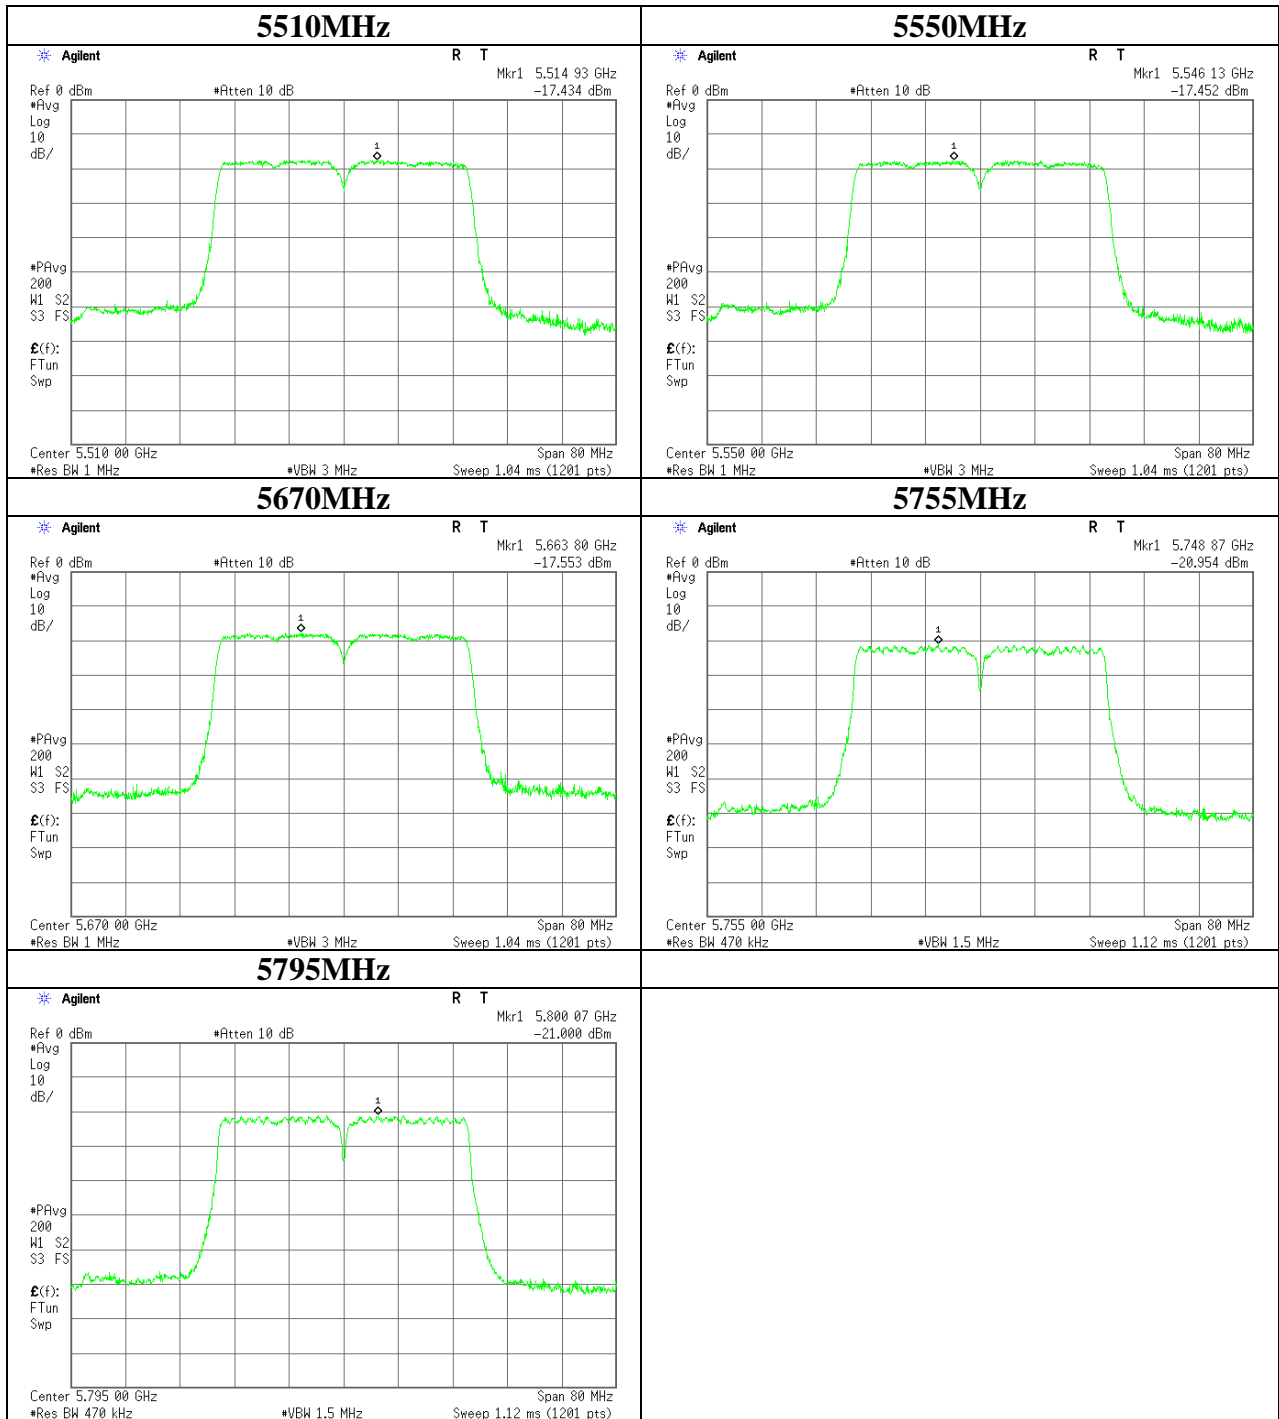 5510MHz
Agilent
R T
Mkr1 5.514 93 GHz
Ref 0 dBm #Atten 10 dB -17.434 dBm
#Avg
Log
10
dB/
1
#PAvg
200
W1 S2
S3 FS
£(f):
FTun
Swp
Center 5.510 00 GHz Span 80 MHz
#Res BW 1 MHz #VBW 3 MHz Sweep 1.04 ms (1201 pts)
5550MHz
Agilent
R T
Mkr1 5.546 13 GHz
Ref 0 dBm #Atten 10 dB -17.452 dBm
#Avg
Log
10
dB/
1
#PAvg
200
W1 S2
S3 FS
£(f):
FTun
Swp
Center 5.550 00 GHz Span 80 MHz
#Res BW 1 MHz #VBW 3 MHz Sweep 1.04 ms (1201 pts)
5670MHz
Agilent
R T
Mkr1 5.663 80 GHz
Ref 0 dBm #Atten 10 dB -17.553 dBm
#Avg
Log
10
dB/
1
#PAvg
200
W1 S2
S3 FS
£(f):
FTun
Swp
Center 5.670 00 GHz Span 80 MHz
#Res BW 1 MHz #VBW 3 MHz Sweep 1.04 ms (1201 pts)
5755MHz
Agilent
R T
Mkr1 5.748 87 GHz
Ref 0 dBm #Atten 10 dB -20.954 dBm
#Avg
Log
10
dB/
1
#PAvg
200
W1 S2
S3 FS
£(f):
FTun
Swp
Center 5.755 00 GHz Span 80 MHz
#Res BW 470 kHz #VBW 1.5 MHz Sweep 1.12 ms (1201 pts)
5795MHz
Agilent
R T
Mkr1 5.800 07 GHz
Ref 0 dBm #Atten 10 dB -21.000 dBm
#Avg
Log
10
dB/
1
#PAvg
200
W1 S2
S3 FS
£(f):
FTun
Swp
Center 5.795 00 GHz Span 80 MHz
#Res BW 470 kHz #VBW 1.5 MHz Sweep 1.12 ms (1201 pts)